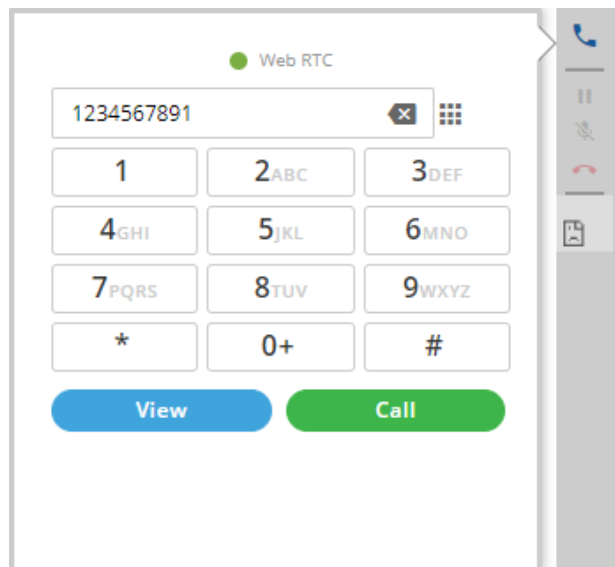 Web RTC
1234567891
1 2ABC 3DEF
4GHI 5JKL 6MNO
7PQRS 8TUV 9WXYZ
* 0+ #
View Call